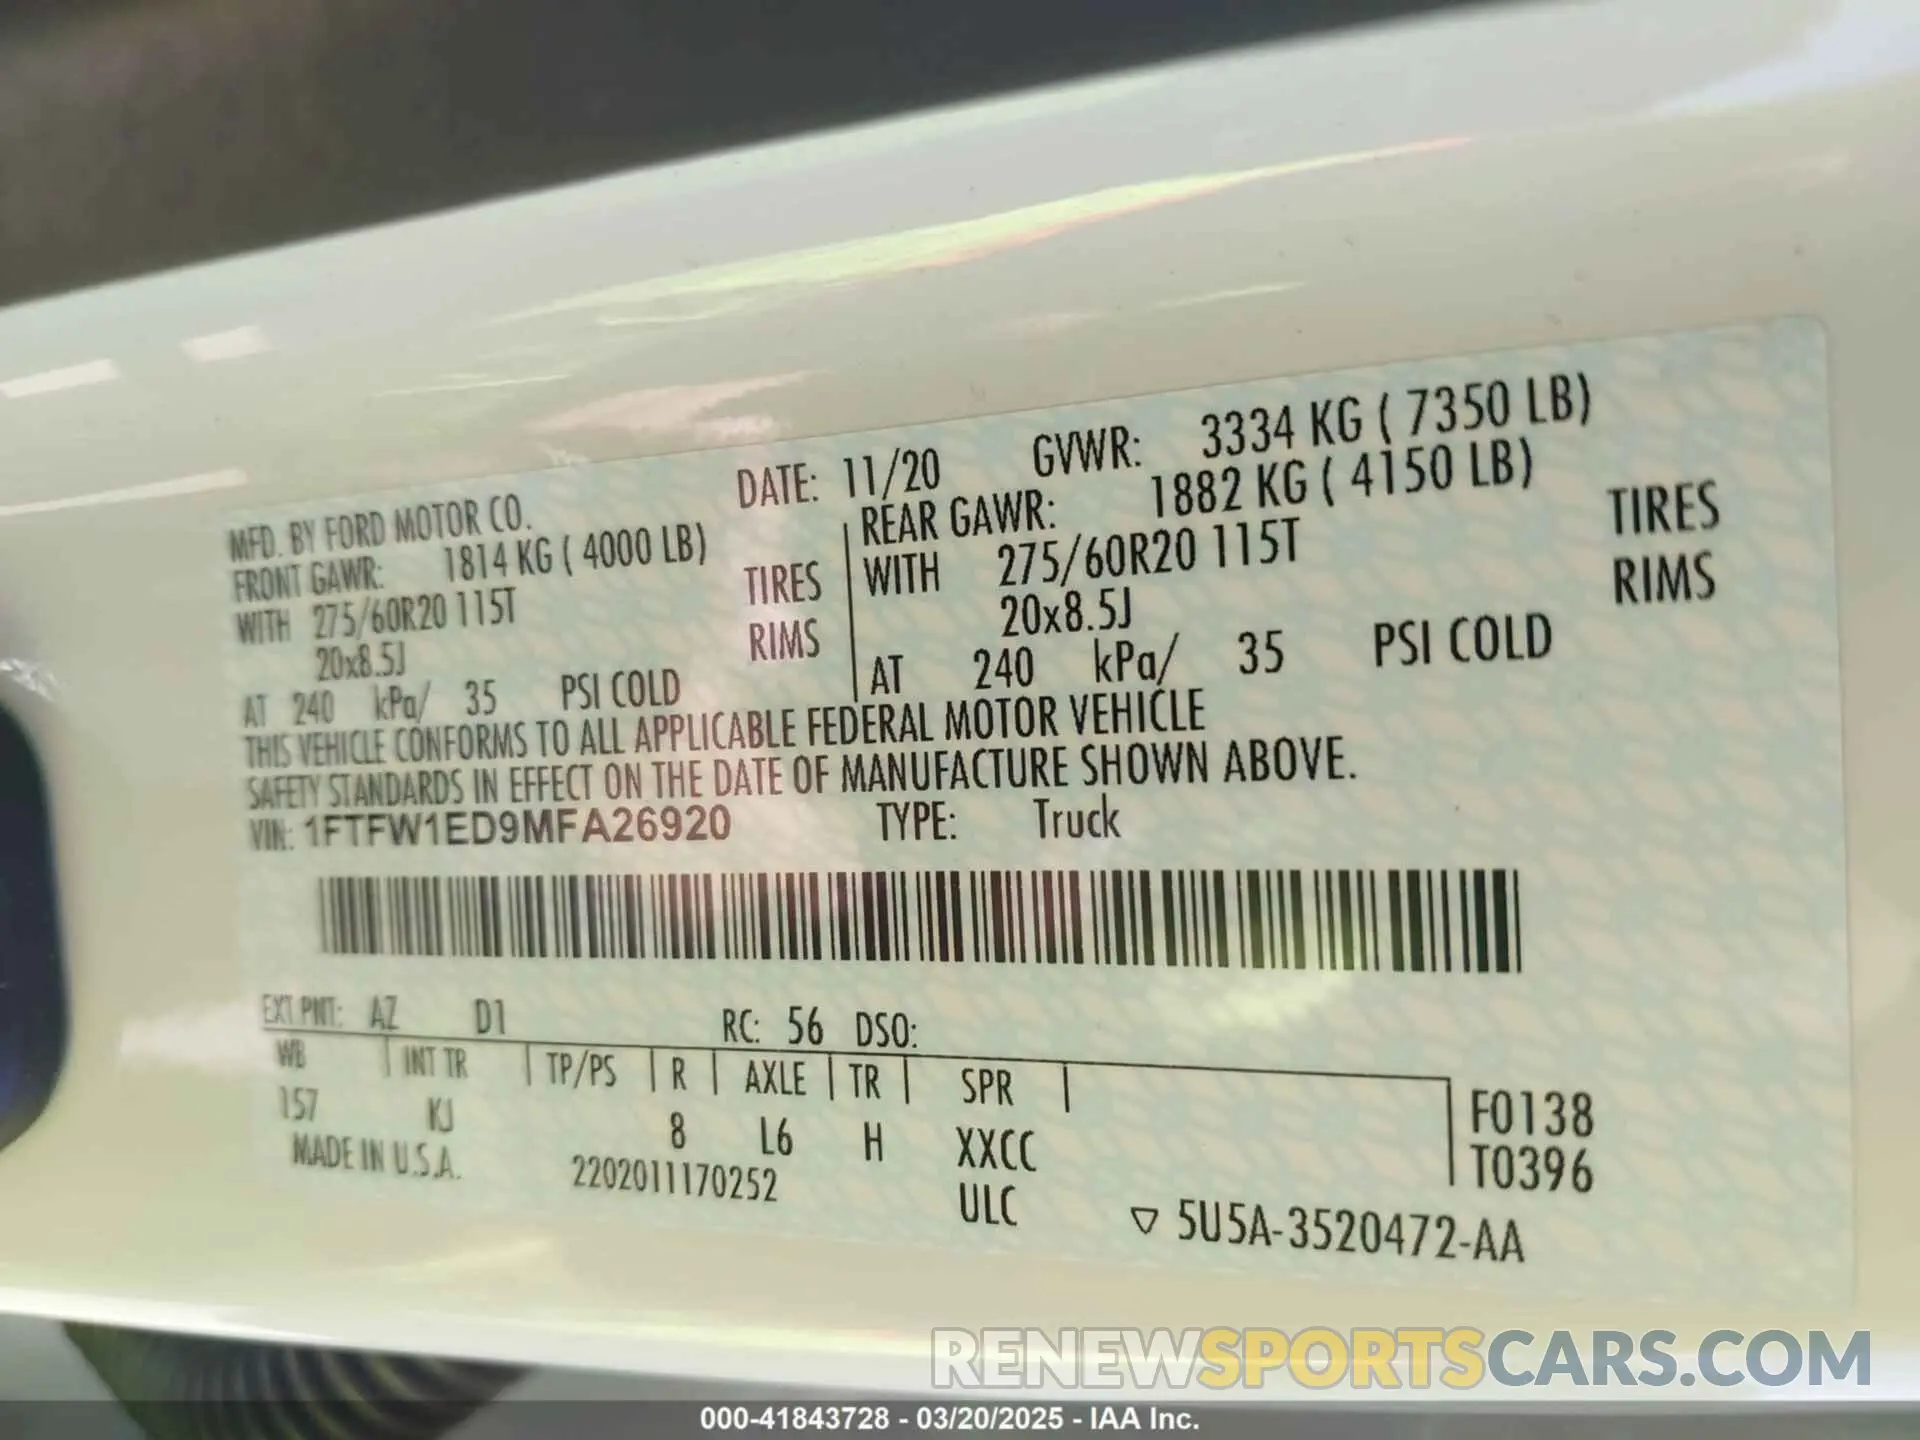 MFD. BY FORD MOTOR CO. DATE: 11/20 GVWR: 3334 KG ( 7350 LB)
FRONT GAWR: 1814 KG ( 4000 LB) REAR GAWR: 1882 KG ( 4150 LB)
WITH 275/60R20 115T TIRES WITH 275/60R20 115T TIRES
20x8.5J RIMS 20x8.5J RIMS
AT 240 kPa/ 35 PSI COLD AT 240 kPa/ 35 PSI COLD
THIS VEHICLE CONFORMS TO ALL APPLICABLE FEDERAL MOTOR VEHICLE
SAFETY STANDARDS IN EFFECT ON THE DATE OF MANUFACTURE SHOWN ABOVE.
VIN: 1FTFW1ED9MFA26920 TYPE: Truck
EXT PNT: AZ D1 RC: 56 DSO:
WB INT TR TP/PS R AXLE TR SPR
157 KJ 8 L6 H XXCC F0138
T0396
MADE IN U.S.A. 2202011170252 ULC ▽ 5U5A-3520472-AA
RENEWSPORTSCARS.COM
000-41843728 - 03/20/2025 - IAA Inc.